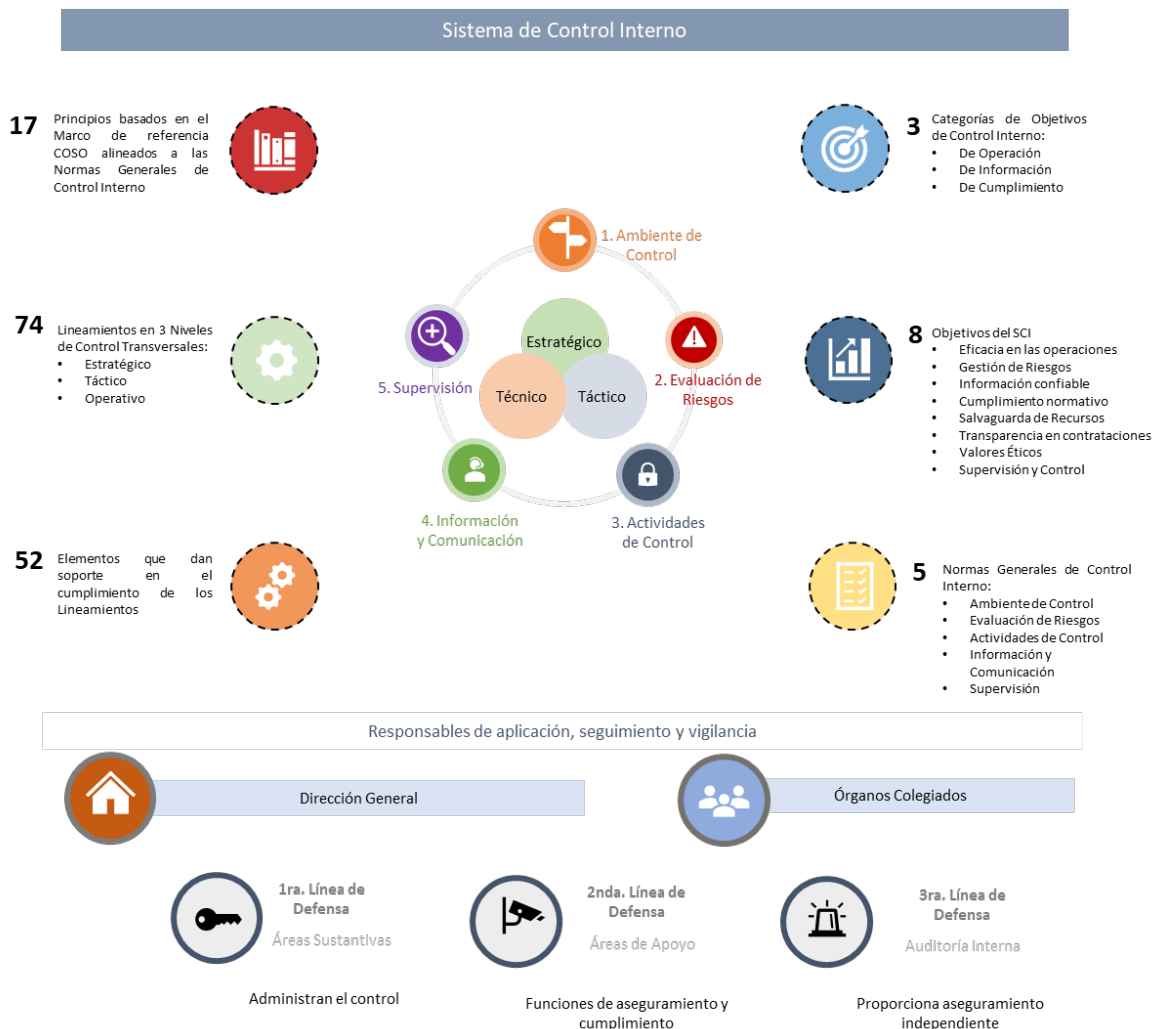 Sistema de Control Interno
17
Principios basados en el
Marco de referencia
COSO alineados a las
Normas Generales de
Control Interno
3
Categorías de Objetivos
de Control Interno:
• De Operación
• De Información
• De Cumplimiento
1. Ambiente de
Control
74
Lineamientos en 3 Niveles
de Control Transversales:
• Estratégico
• Táctico
• Operativo
5. Supervisión
Estratégico
Técnico
Táctico
2. Evaluación de
Riesgos
8
Objetivos del SCI
• Eficacia en las operaciones
• Gestión de Riesgos
• Información confiable
• Cumplimiento normativo
• Salvaguarda de Recursos
• Transparencia en contrataciones
• Valores Éticos
• Supervisión y Control
4. Información
y Comunicación
3. Actividades
de Control
52
Elementos que dan
soporte en el
cumplimiento de los
Lineamientos
5
Normas Generales de Control
Interno:
• Ambiente de Control
• Evaluación de Riesgos
• Actividades de Control
• Información y
Comunicación
• Supervisión
Responsables de aplicación, seguimiento y vigilancia
Dirección General
Órganos Colegiados
1ra. Línea de
Defensa
Áreas Sustantivas
Administran el control
2nda. Línea de
Defensa
Áreas de Apoyo
Funciones de aseguramiento y
cumplimiento
3ra. Línea de
Defensa
Auditoría Interna
Proporciona aseguramiento
independiente